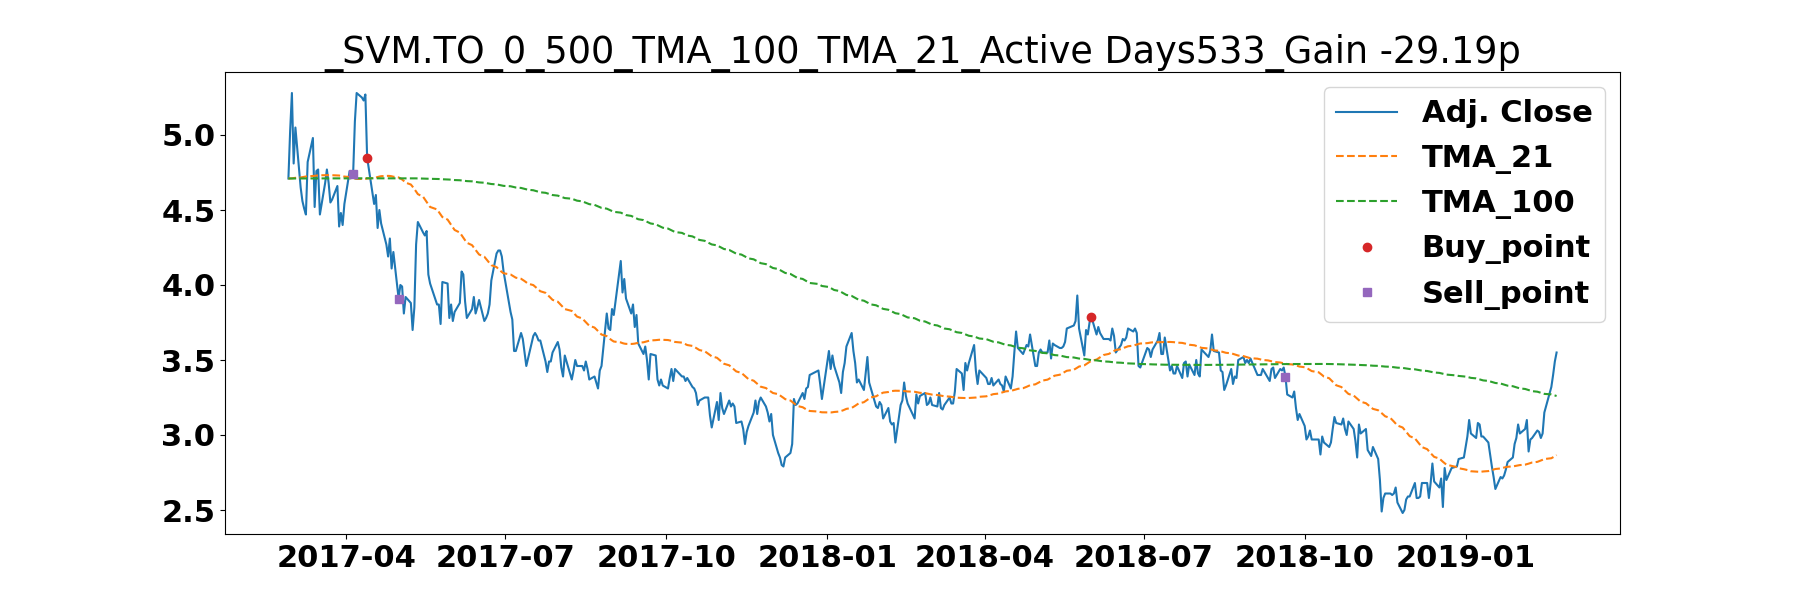 _SVM.TO_0_500_TMA_100_TMA_21_Active Days533_Gain -29.19p
Adj. Close
TMA_21
TMA_100
Buy_point
Sell_point
5.0
4.5
4.0
3.5
3.0
2.5
2017-04 2017-07 2017-10 2018-01 2018-04 2018-07 2018-10 2019-01